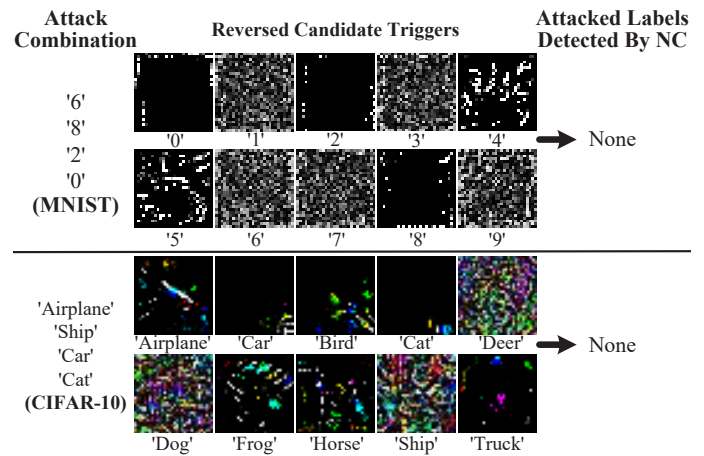 Attack Combination
Reversed Candidate Triggers
Attacked Labels Detected By NC
'6'
'8'
'2'
'0'
(MNIST)
'0' '1' '2' '3' '4'
'5' '6' '7' '8' '9'
None
'Airplane'
'Ship'
'Car'
'Cat'
(CIFAR-10)
'Airplane' 'Car' 'Bird' 'Cat' 'Deer'
'Dog' 'Frog' 'Horse' 'Ship' 'Truck'
None